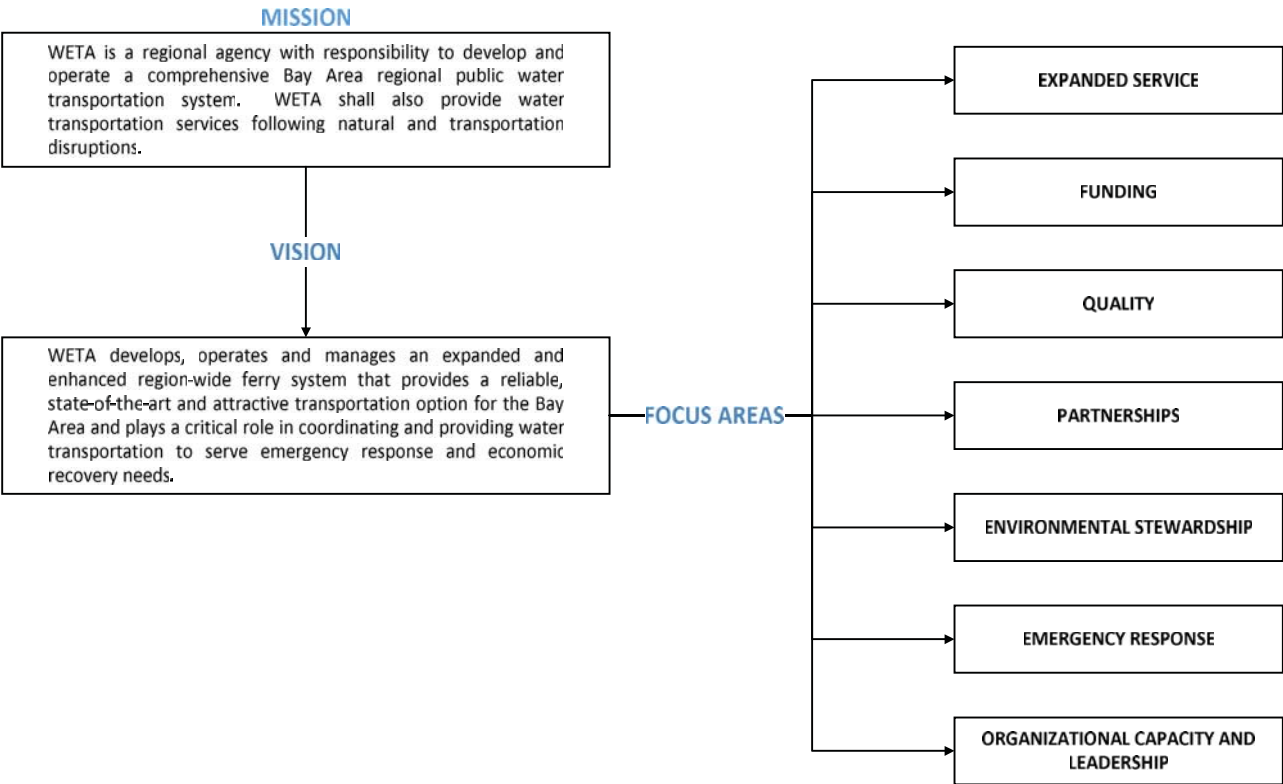 MISSION
WETA is a regional agency with responsibility to develop and
operate a comprehensive Bay Area regional public water
transportation system. WETA shall also provide water
transportation services following natural and transportation
disruptions.
VISION
WETA develops, operates and manages an expanded and
enhanced region-wide ferry system that provides a reliable,
state-of-the-art and attractive transportation option for the Bay
Area and plays a critical role in coordinating and providing water
transportation to serve emergency response and economic
recovery needs.
FOCUS AREAS
EXPANDED SERVICE
FUNDING
QUALITY
PARTNERSHIPS
ENVIRONMENTAL STEWARDSHIP
EMERGENCY RESPONSE
ORGANIZATIONAL CAPACITY AND
LEADERSHIP